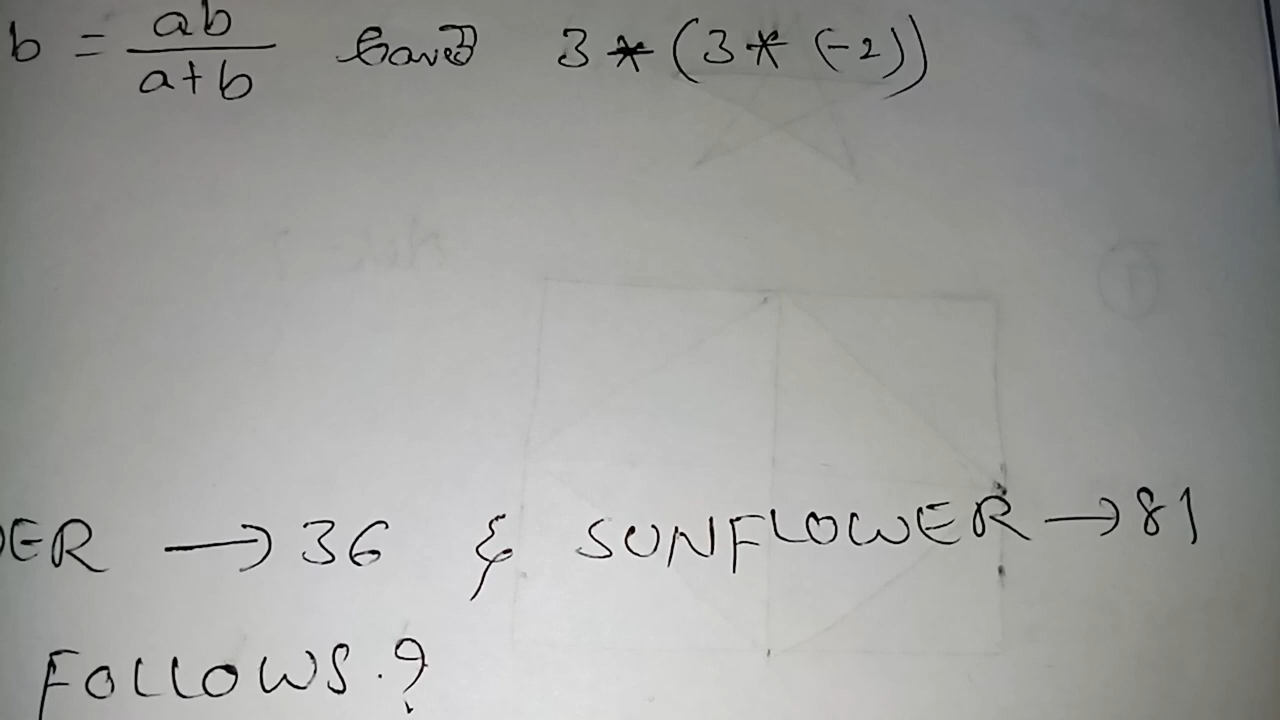 b = ab/a+b 3 * (3 * (-2))
ER → 36 & SUNFLOWER → 81
FOLLOWS.?